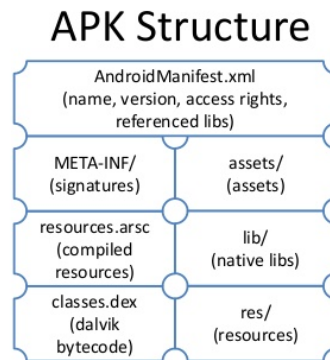 APK Structure
AndroidManifest.xml
(name, version, access rights,
referenced libs)
META-INF/
(signatures)
assets/
(assets)
resources.arsc
(compiled
resources)
lib/
(native libs)
classes.dex
(dalvik
bytecode)
res/
(resources)